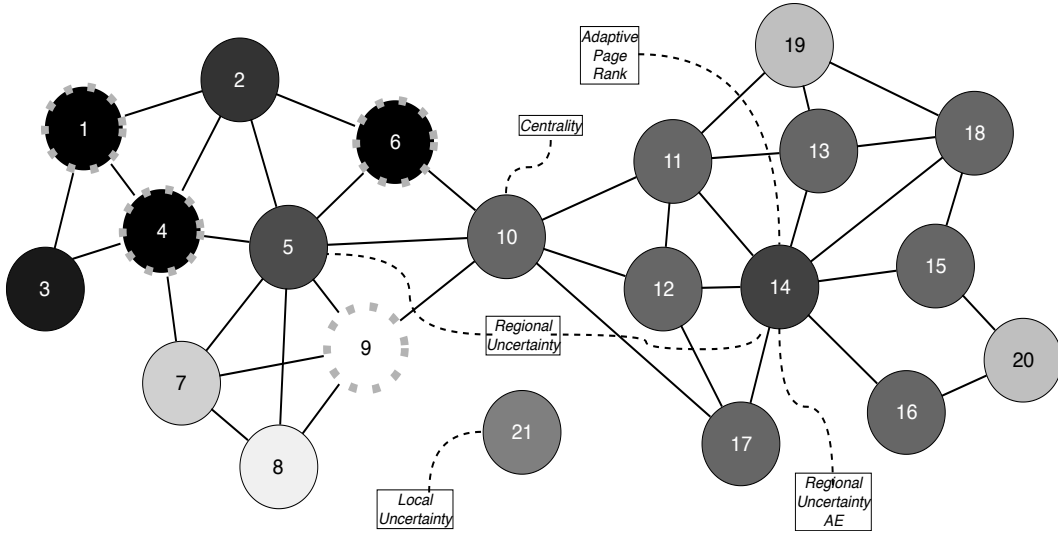 Adaptive
Page
Rank
19
2
1
6
Centrality
18
13
11
4
10
5
15
3
12
14
9
Regional
Uncertainty
20
7
16
21
17
8
Local
Uncertainty
Regional
Uncertainty
AE